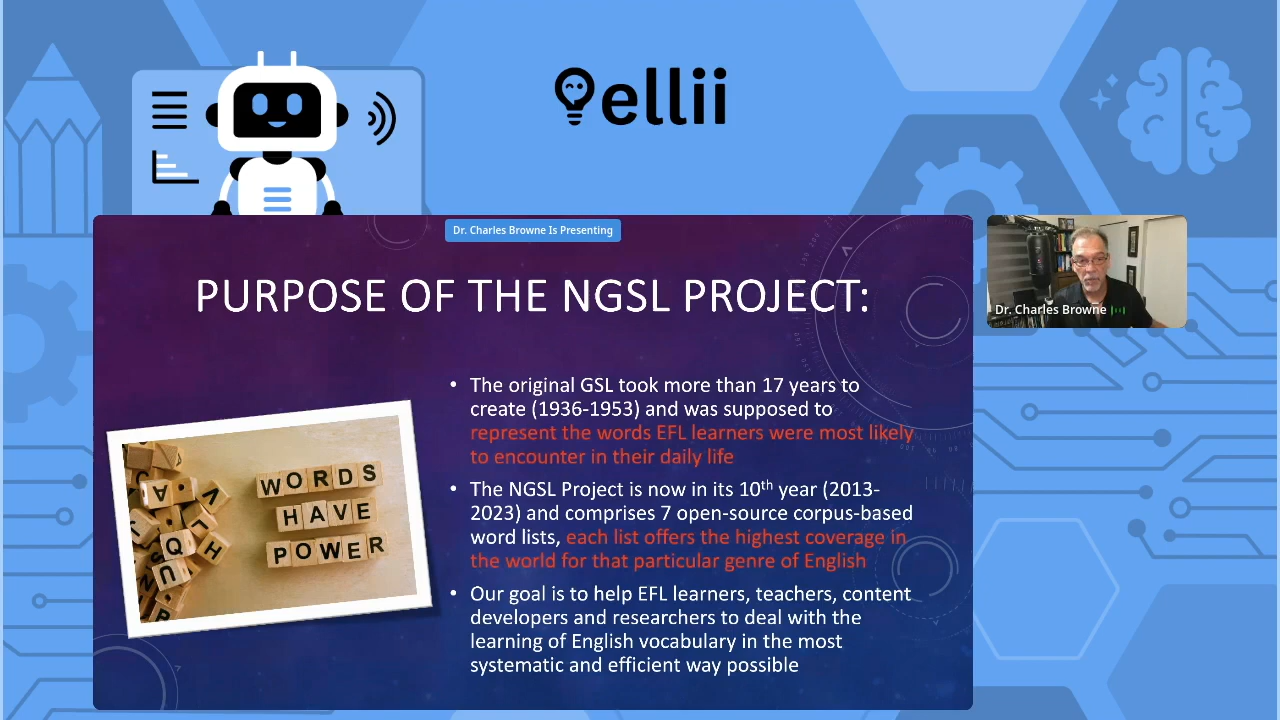 ellii
Dr. Charles Browne Is Presenting
PURPOSE OF THE NGSL PROJECT:
• The original GSL took more than 17 years to
create (1936-1953) and was supposed to
represent the words EFL learners were most likely
to encounter in their daily life
• The NGSL Project is now in its 10th year (2013-
2023) and comprises 7 open-source corpus-based
word lists, each list offers the highest coverage in
the world for that particular genre of English
• Our goal is to help EFL learners, teachers, content
developers and researchers to deal with the
learning of English vocabulary in the most
systematic and efficient way possible
WORDS
HAVE
POWER
Dr. Charles Browne